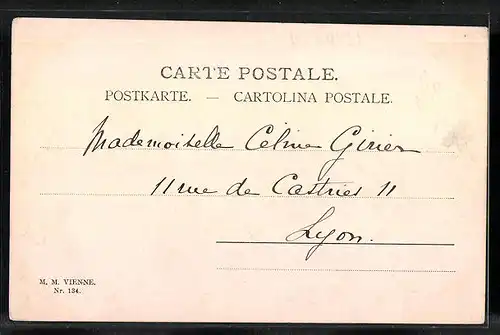 CARTE POSTALE.
POSTKARTE. — CARTOLINA POSTALE.
Mademoiselle Céline Girier
11 rue de Castries 11
Lyon.
M. M. VIENNE.
Nr. 134.